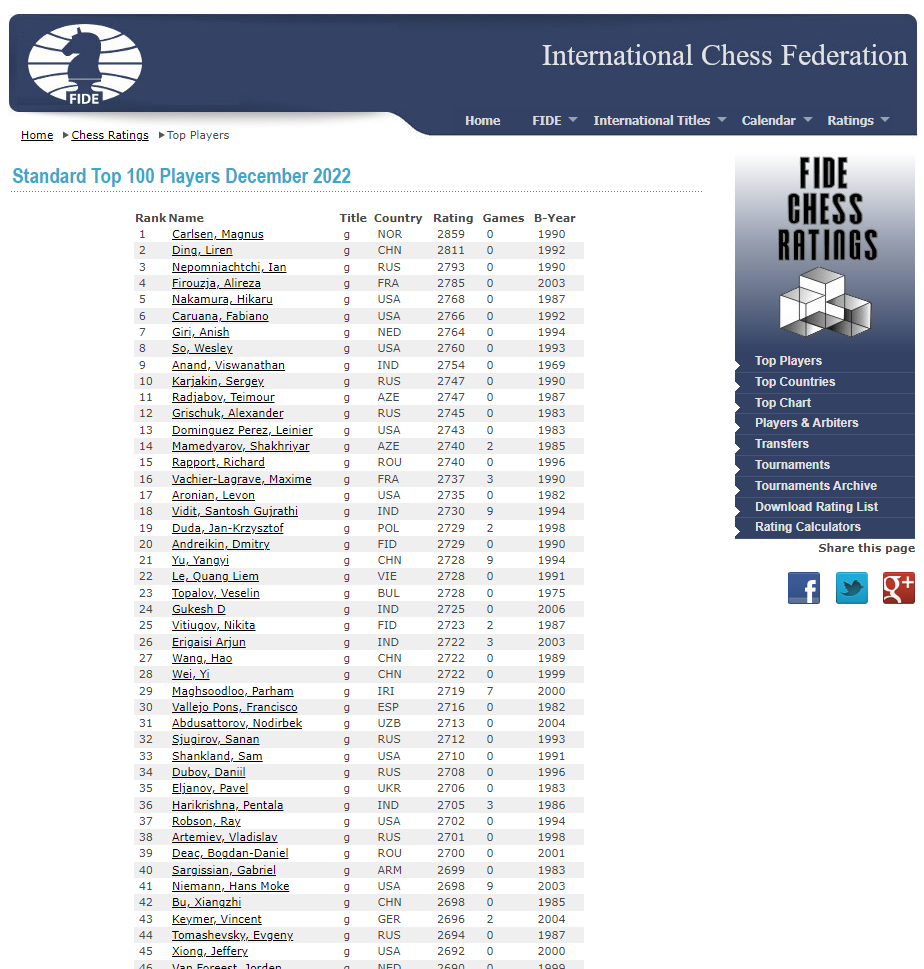 FIDE
International Chess Federation
Home FIDE International Titles Calendar Ratings
Home Chess Ratings Top Players
Standard Top 100 Players December 2022
Rank Name Title Country Rating Games B-Year
1 Carlsen, Magnus g NOR 2859 0 1990
2 Ding, Liren g CHN 2811 0 1992
3 Nepomniachtchi, Ian g RUS 2793 0 1990
4 Firouzja, Alireza g FRA 2785 0 2003
5 Nakamura, Hikaru g USA 2768 0 1987
6 Caruana, Fabiano g USA 2766 0 1992
7 Giri, Anish g NED 2764 0 1994
8 So, Wesley g USA 2760 0 1993
9 Anand, Viswanathan g IND 2754 0 1969
10 Karjakin, Sergey g RUS 2747 0 1990
11 Radjabov, Teimour g AZE 2747 0 1987
12 Grischuk, Alexander g RUS 2745 0 1983
13 Dominguez Perez, Leinier g USA 2743 0 1983
14 Mamedyarov, Shakhriyar g AZE 2740 2 1985
15 Rapport, Richard g ROU 2740 0 1996
16 Vachier-Lagrave, Maxime g FRA 2737 3 1990
17 Aronian, Levon g USA 2735 0 1982
18 Vidit, Santosh Gujrathi g IND 2730 9 1994
19 Duda, Jan-Krzysztof g POL 2729 2 1998
20 Andreikin, Dmitry g FID 2729 0 1990
21 Yu, Yangyi g CHN 2728 9 1994
22 Le, Quang Liem g VIE 2728 0 1991
23 Topalov, Veselin g BUL 2728 0 1975
24 Gukesh D g IND 2725 0 2006
25 Vitiugov, Nikita g FID 2723 2 1987
26 Erigaisi Arjun g IND 2722 3 2003
27 Wang, Hao g CHN 2722 0 1989
28 Wei, Yi g CHN 2722 0 1999
29 Maghsoodloo, Parham g IRI 2719 7 2000
30 Vallejo Pons, Francisco g ESP 2716 0 1982
31 Abdusattorov, Nodirbek g UZB 2713 0 2004
32 Sjugirov, Sanan g RUS 2712 0 1993
33 Shankland, Sam g USA 2710 0 1991
34 Dubov, Daniil g RUS 2708 0 1996
35 Eljanov, Pavel g UKR 2706 0 1983
36 Harikrishna, Pentala g IND 2705 3 1986
37 Robson, Ray g USA 2702 0 1994
38 Artemiev, Vladislav g RUS 2701 0 1998
39 Deac, Bogdan-Daniel g ROU 2700 0 2001
40 Sargissian, Gabriel g ARM 2699 0 1983
41 Niemann, Hans Moke g USA 2698 9 2003
42 Bu, Xiangzhi g CHN 2698 0 1985
43 Keymer, Vincent g GER 2696 2 2004
44 Tomashevsky, Evgeny g RUS 2694 0 1987
45 Xiong, Jeffery g USA 2692 0 2000
46 Van Foreest, Jorden g NED 2690 0 1999
FIDE
CHESS
RATINGS
Top Players
Top Countries
Top Chart
Players & Arbiters
Transfers
Tournaments
Tournaments Archive
Download Rating List
Rating Calculators
Share this page
f g+